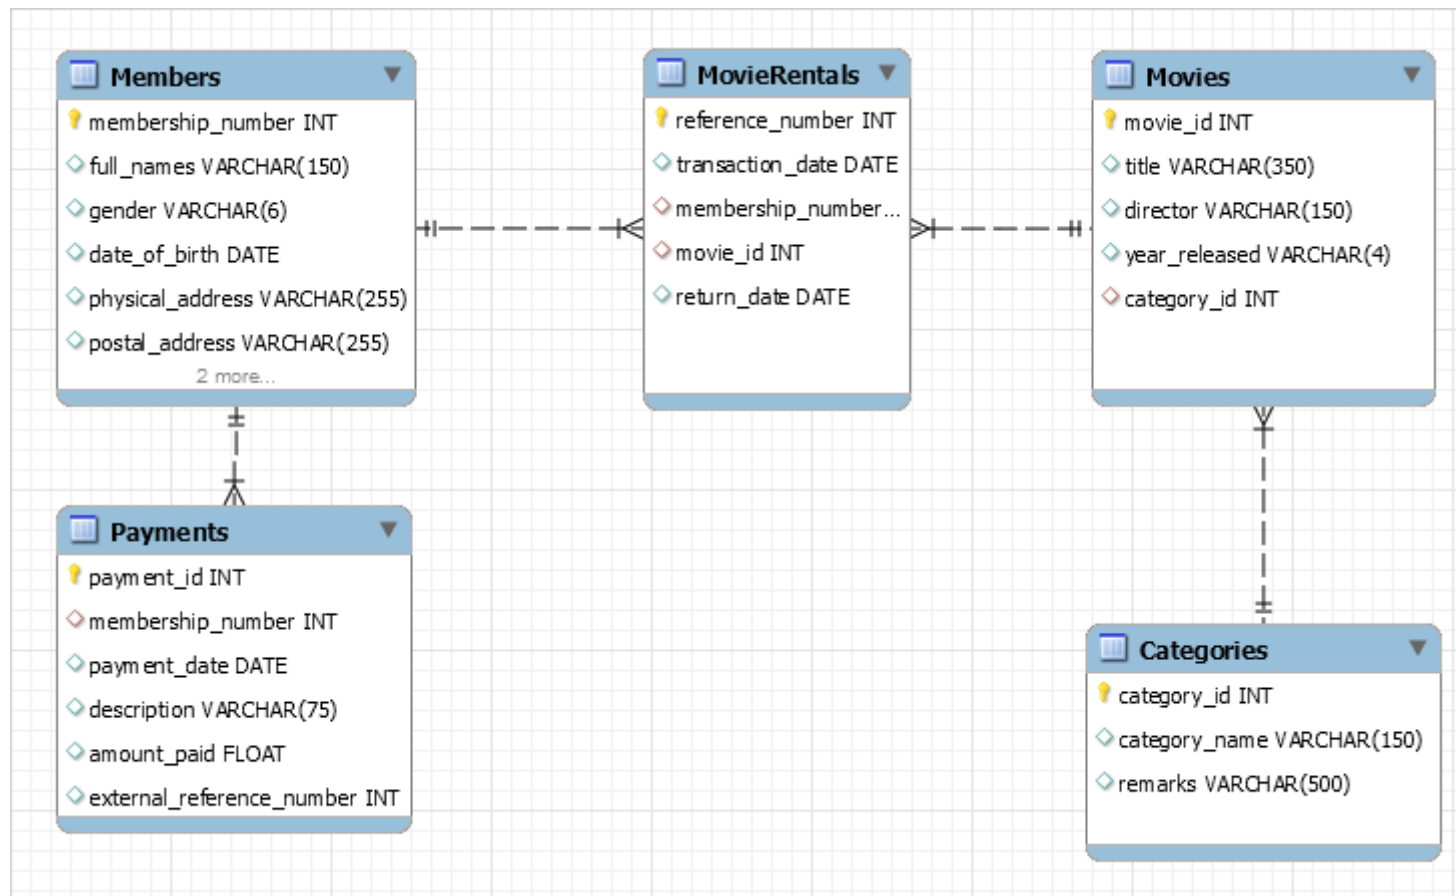 Members
membership_number INT
full_names VARCHAR(150)
gender VARCHAR(6)
date_of_birth DATE
physical_address VARCHAR(255)
postal_address VARCHAR(255)
2 more...
MovieRentals
reference_number INT
transaction_date DATE
membership_number...
movie_id INT
return_date DATE
Movies
movie_id INT
title VARCHAR(350)
director VARCHAR(150)
year_released VARCHAR(4)
category_id INT
Payments
payment_id INT
membership_number INT
payment_date DATE
description VARCHAR(75)
amount_paid FLOAT
external_reference_number INT
Categories
category_id INT
category_name VARCHAR(150)
remarks VARCHAR(500)